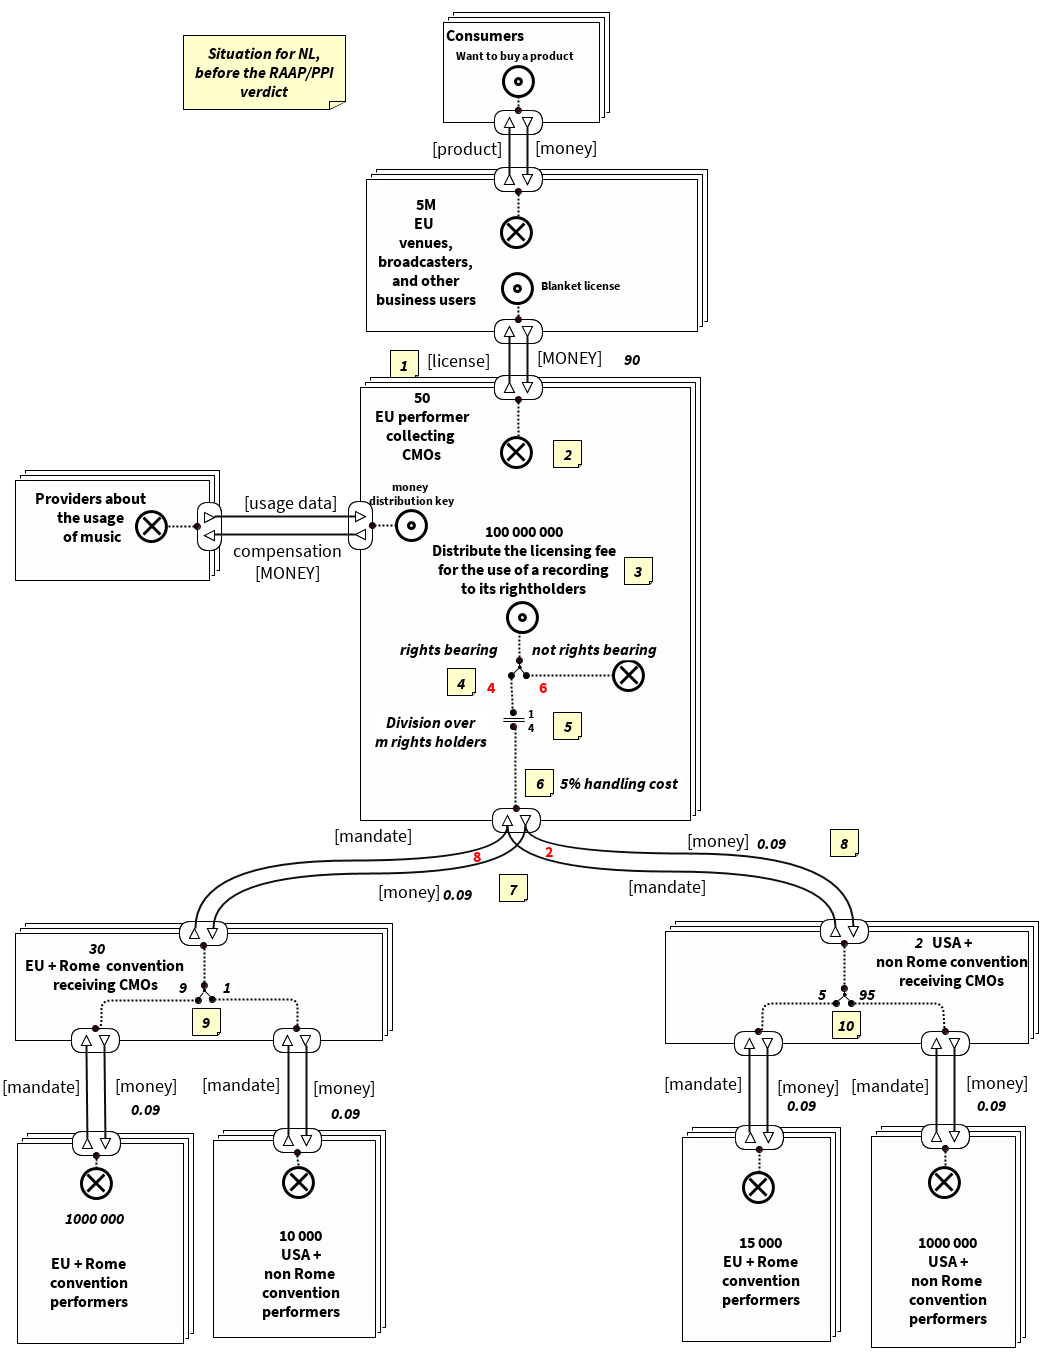 Situation for NL,
before the RAAP/PPI
verdict
Consumers
Want to buy a product
[product]
[money]
5M
EU
venues,
broadcasters,
and other
business users
Blanket license
1
[license]
[MONEY]
90
50
EU performer
collecting
CMOs
2
money
distribution key
Providers about
the usage
of music
[usage data]
compensation
[MONEY]
100 000 000
Distribute the licensing fee
for the use of a recording
to its rightholders
3
rights bearing
not rights bearing
4
4
6
Division over
m rights holders
1
4
5
6
5% handling cost
[mandate]
8
2
[money] 0.09
8
[money] 0.09
7
[mandate]
30
EU + Rome convention
receiving CMOs
9
1
9
2 USA +
non Rome convention
receiving CMOs
5
95
10
[mandate]
[money]
0.09
[mandate]
[money]
0.09
[mandate]
[money]
0.09
[mandate]
[money]
0.09
1000 000
EU + Rome
convention
performers
10 000
USA +
non Rome
convention
performers
15 000
EU + Rome
convention
performers
1000 000
USA +
non Rome
convention
performers